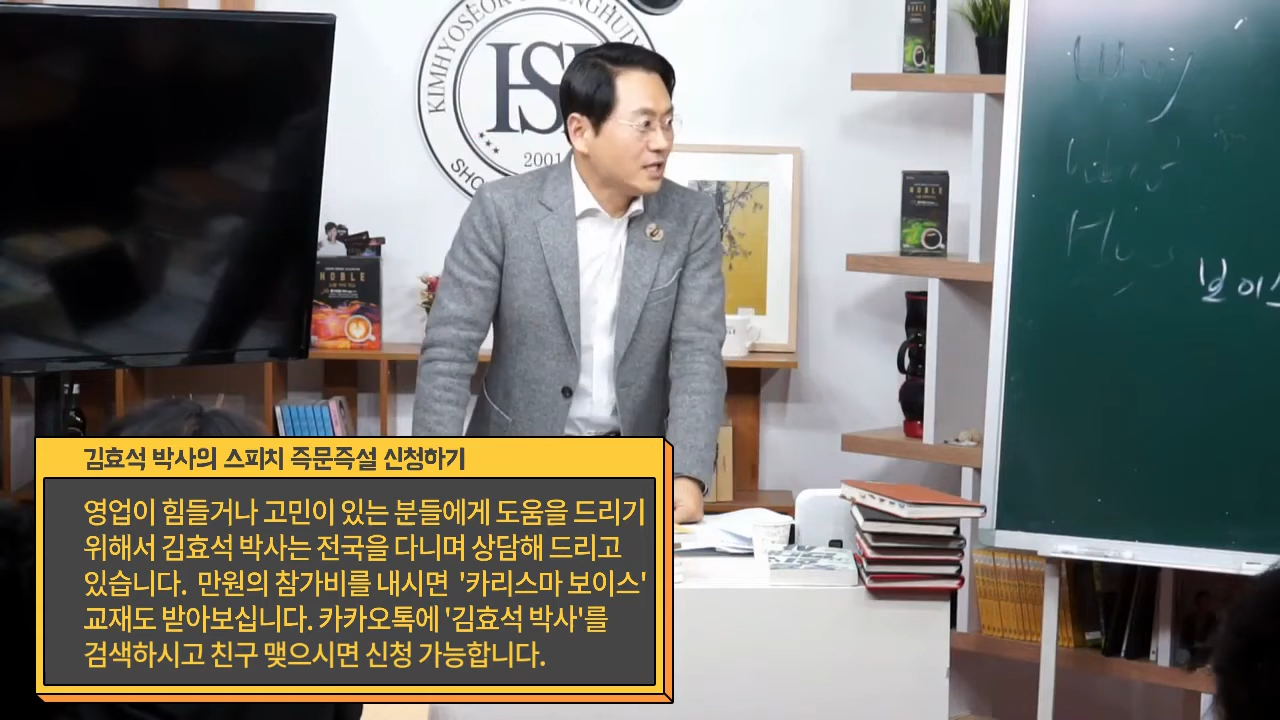 KIMHYOSEOK
HSK
2001
SHO
NOBLE
NOBLE
NOBLE
Why
보이스
김효석 박사의 스피치 즉문즉설 신청하기
영업이 힘들거나 고민이 있는 분들에게 도움을 드리기
위해서 김효석 박사는 전국을 다니며 상담해 드리고
있습니다. 만원의 참가비를 내시면 '카리스마 보이스'
교재도 받아보십니다. 카카오톡에 '김효석 박사'를
검색하시고 친구 맺으시면 신청 가능합니다.